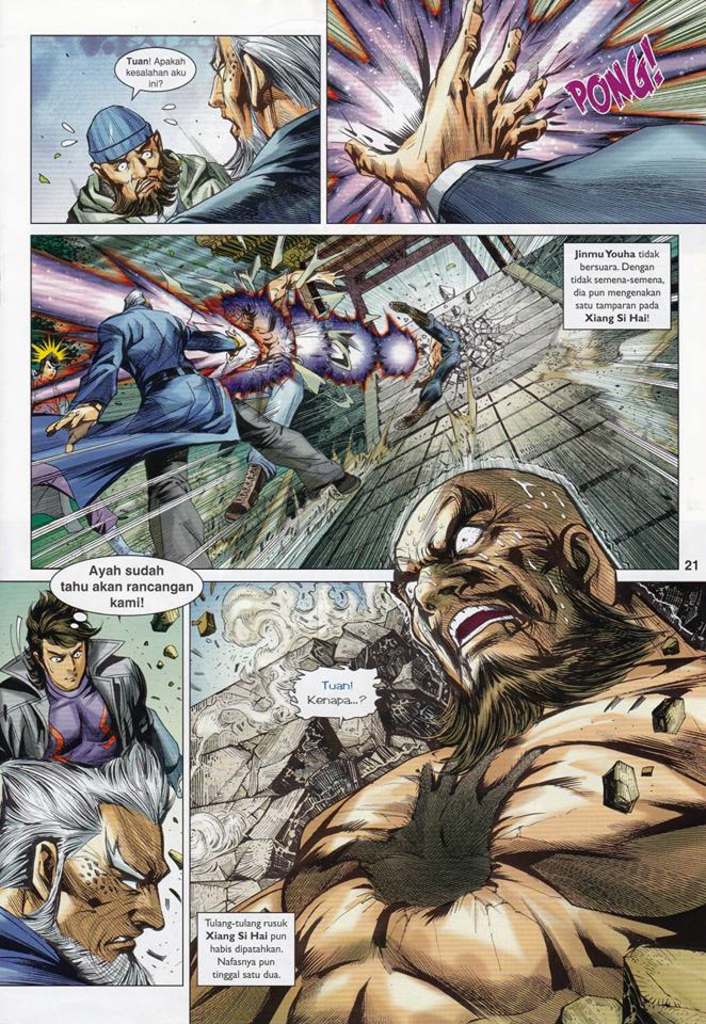 Tuan! Apakah
kesalahan aku
ini?
PONG!
Jinmu Youha tidak
bersuara. Dengan
tidak semena-semena,
dia pun mengenakan
satu tamparan pada
Xiang Si Hai!
21
Ayah sudah
tahu akan rancangan
kami!
Tuan!
Kenapa...?
Tulang-tulang rusuk
Xiang Si Hai pun
habis dipatahkan.
Nafasnya pun
tinggal satu dua.